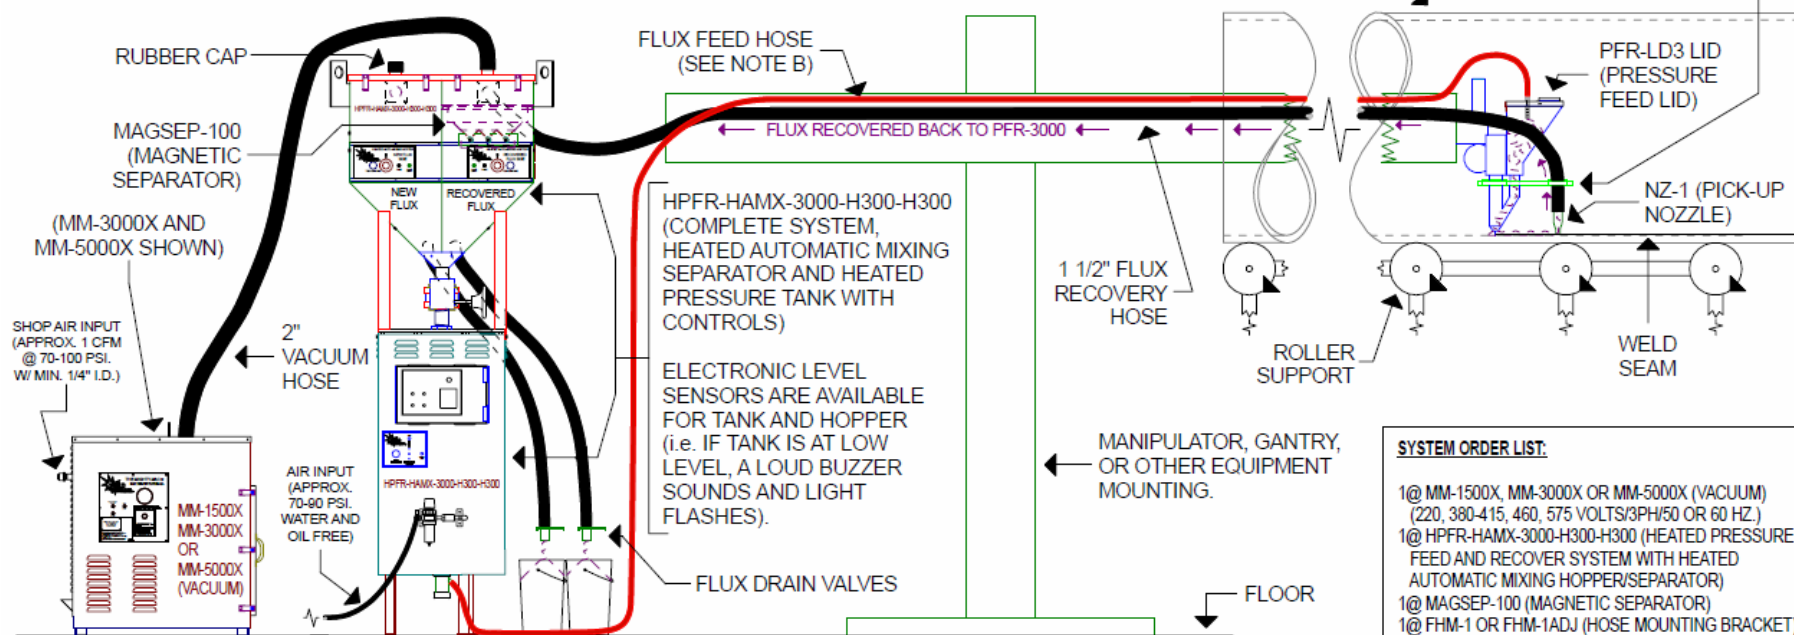 RUBBER CAP
MAGSEP-100
(MAGNETIC
SEPARATOR)
(MM-3000X AND
MM-5000X SHOWN)
SHOP AIR INPUT
(APPROX. 1 CFM
@ 70-100 PSI.
W/ MIN. 1/4" I.D.)
2"
VACUUM
HOSE
MM-1500X
MM-3000X
OR
MM-5000X
(VACUUM)
HPFR-HAMX-3000-H300-H300
NEW
FLUX
RECOVERED
FLUX
AIR INPUT
(APPROX.
70-90 PSI.
WATER AND
OIL FREE)
HPFR-HAMX-3000-H300-H300
FLUX FEED HOSE
(SEE NOTE B)
FLUX RECOVERED BACK TO PFR-3000
HPFR-HAMX-3000-H300-H300
(COMPLETE SYSTEM,
HEATED AUTOMATIC MIXING
SEPARATOR AND HEATED
PRESSURE TANK WITH
CONTROLS)
ELECTRONIC LEVEL
SENSORS ARE AVAILABLE
FOR TANK AND HOPPER
(i.e. IF TANK IS AT LOW
LEVEL, A LOUD BUZZER
SOUNDS AND LIGHT
FLASHES).
FLUX DRAIN VALVES
1 1/2" FLUX
RECOVERY
HOSE
MANIPULATOR, GANTRY,
OR OTHER EQUIPMENT
MOUNTING.
FLOOR
PFR-LD3 LID
(PRESSURE
FEED LID)
NZ-1 (PICK-UP
NOZZLE)
ROLLER
SUPPORT
WELD
SEAM
SYSTEM ORDER LIST:
1@ MM-1500X, MM-3000X OR MM-5000X (VACUUM)
(220, 380-415, 460, 575 VOLTS/3PH/50 OR 60 HZ.)
1@ HPFR-HAMX-3000-H300-H300 (HEATED PRESSURE
FEED AND RECOVER SYSTEM WITH HEATED
AUTOMATIC MIXING HOPPER/SEPARATOR)
1@ MAGSEP-100 (MAGNETIC SEPARATOR)
1@ FHM-1 OR FHM-1ADJ (HOSE MOUNTING BRACKET)